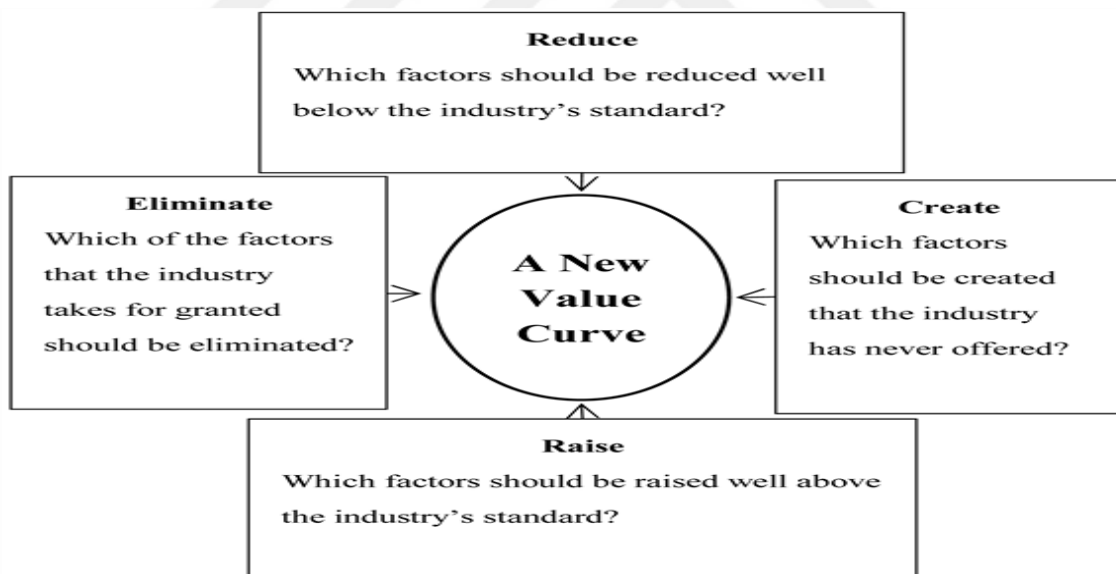 Reduce
Which factors should be reduced well
below the industry’s standard?
Eliminate
Which of the factors
that the industry
takes for granted
should be eliminated?
A New
Value
Curve
Create
Which factors
should be created
that the industry
has never offered?
Raise
Which factors should be raised well above
the industry’s standard?